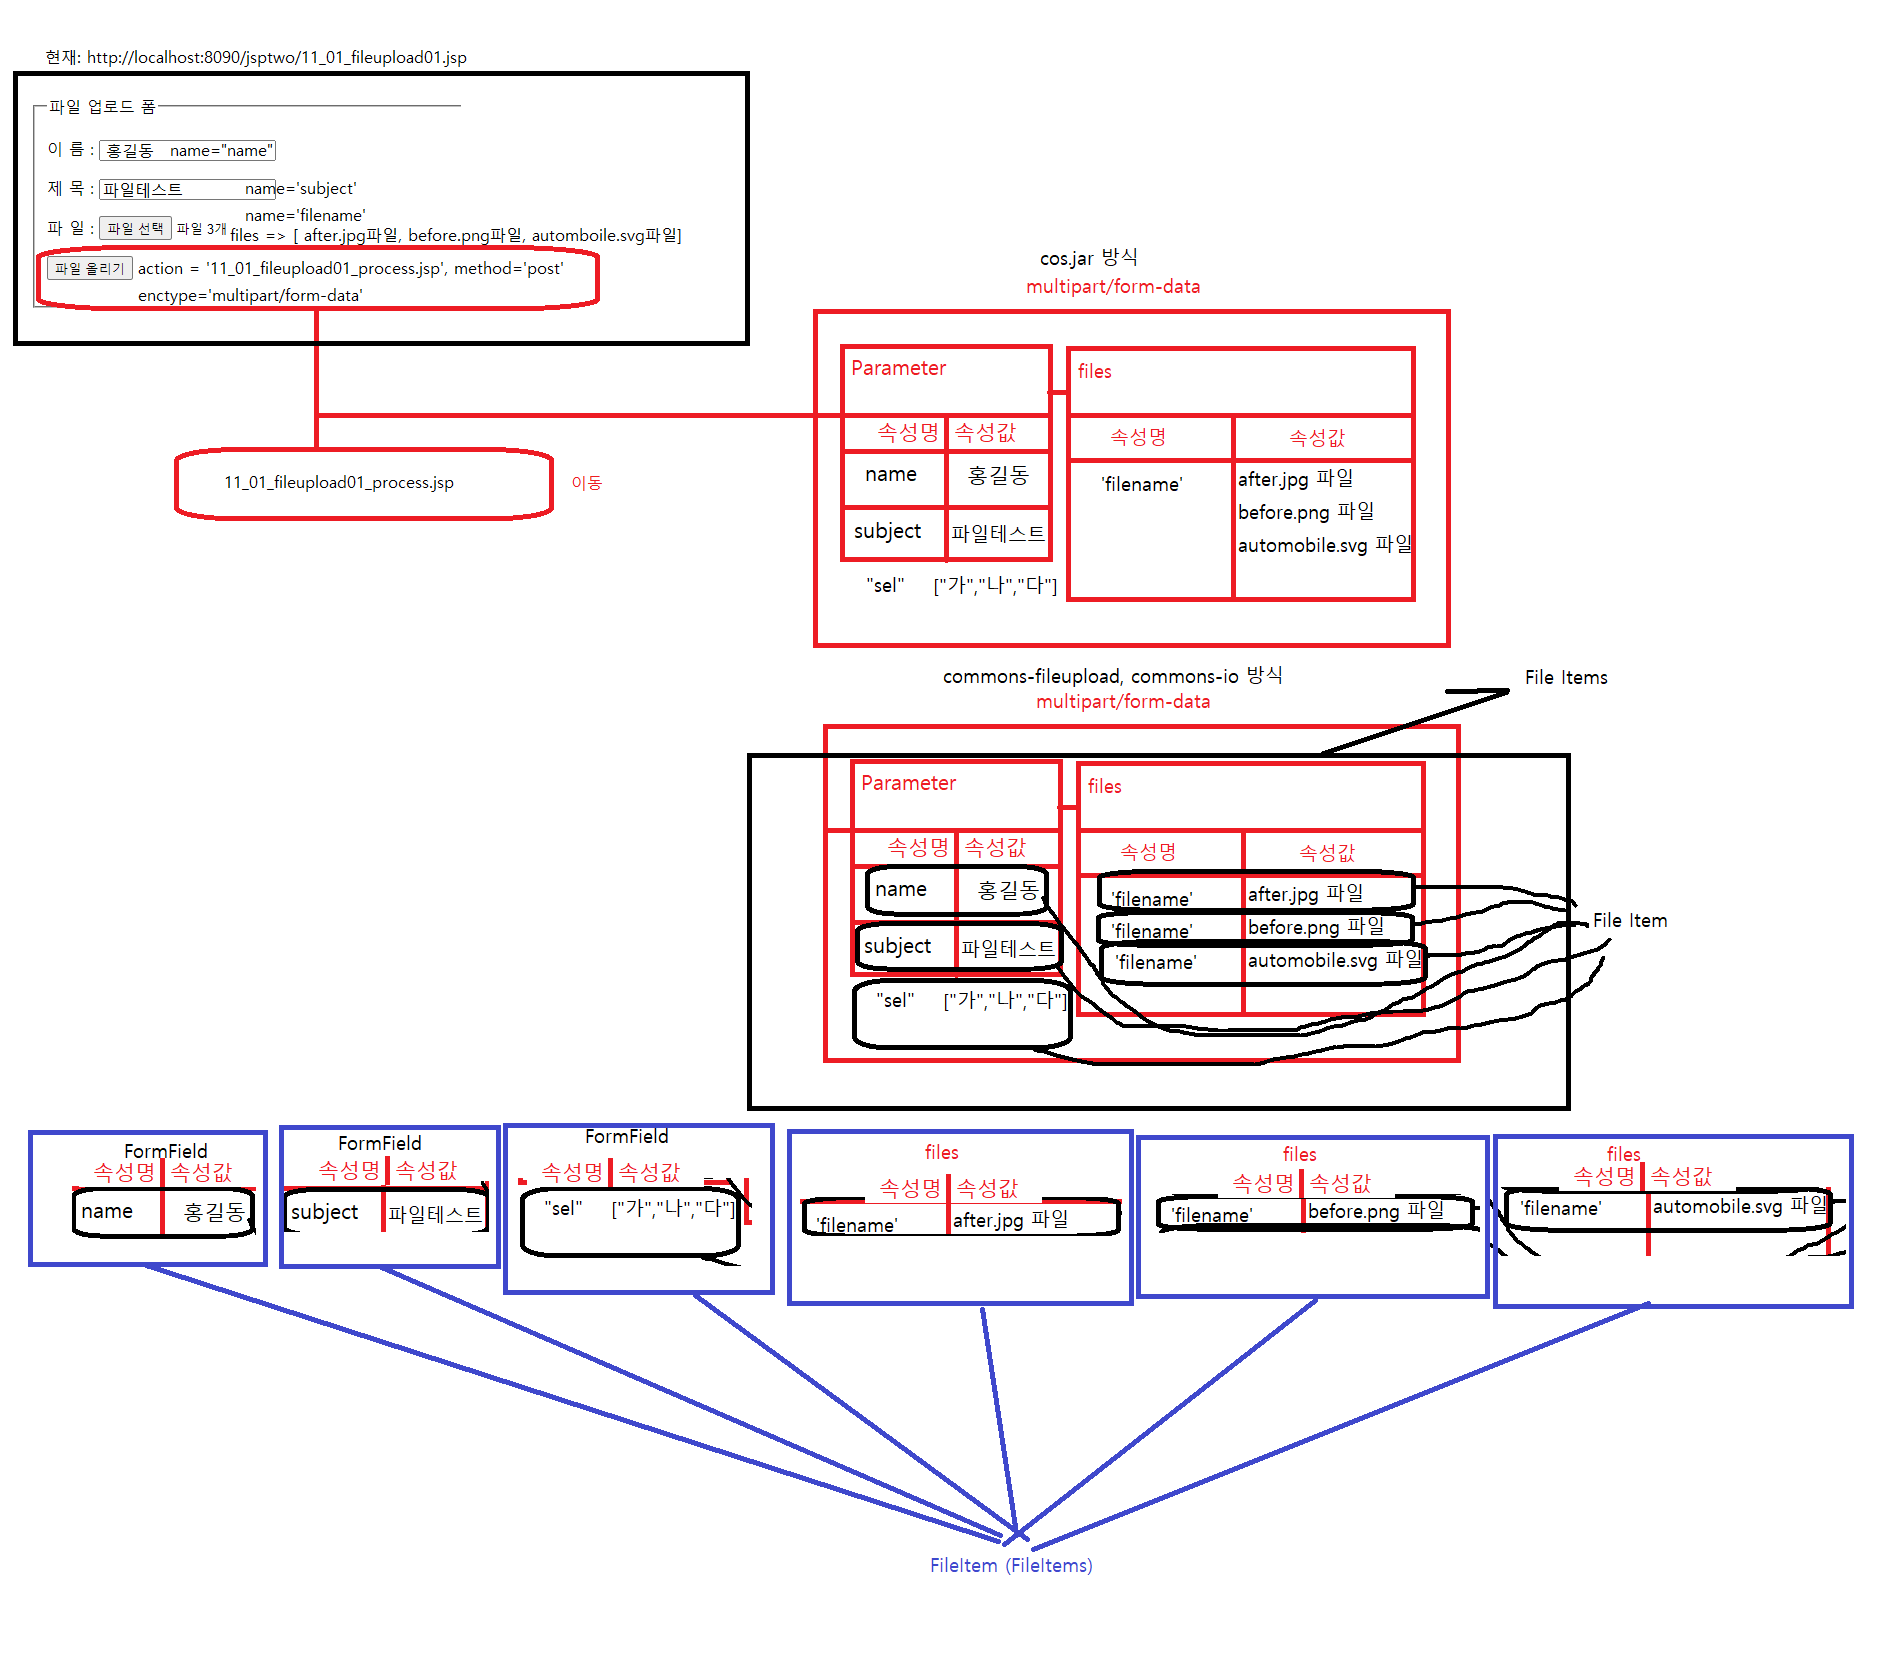 현재: http://localhost:8090/jsptwo/11_01_fileupload01.jsp
파일 업로드 폼
이 름 : 홍길동 name="name"
제 목 : 파일테스트 name='subject'
name='filename'
파 일 : 파일 선택 파일 3개 files => [ after.jpg파일, before.png파일, automboile.svg파일]
파일 올리기 action = '11_01_fileupload01_process.jsp', method='post'
enctype='multipart/form-data'
11_01_fileupload01_process.jsp 이동
cos.jar 방식
multipart/form-data
Parameter
속성명 속성값
name 홍길동
subject 파일테스트
"sel" ["가","나","다"]
files
속성명 속성값
'filename' after.jpg 파일
before.png 파일
automobile.svg 파일
commons-fileupload, commons-io 방식
multipart/form-data
File Items
Parameter
속성명 속성값
name 홍길동
subject 파일테스트
"sel" ["가","나","다"]
files
속성명 속성값
'filename' after.jpg 파일
'filename' before.png 파일
'filename' automobile.svg 파일
File Item
FormField
속성명 속성값
name 홍길동
FormField
속성명 속성값
subject 파일테스트
FormField
속성명 속성값
"sel" ["가","나","다"]
files
속성명 속성값
'filename' after.jpg 파일
files
속성명 속성값
'filename' before.png 파일
files
속성명 속성값
'filename' automobile.svg 파일
FileItem (FileItems)